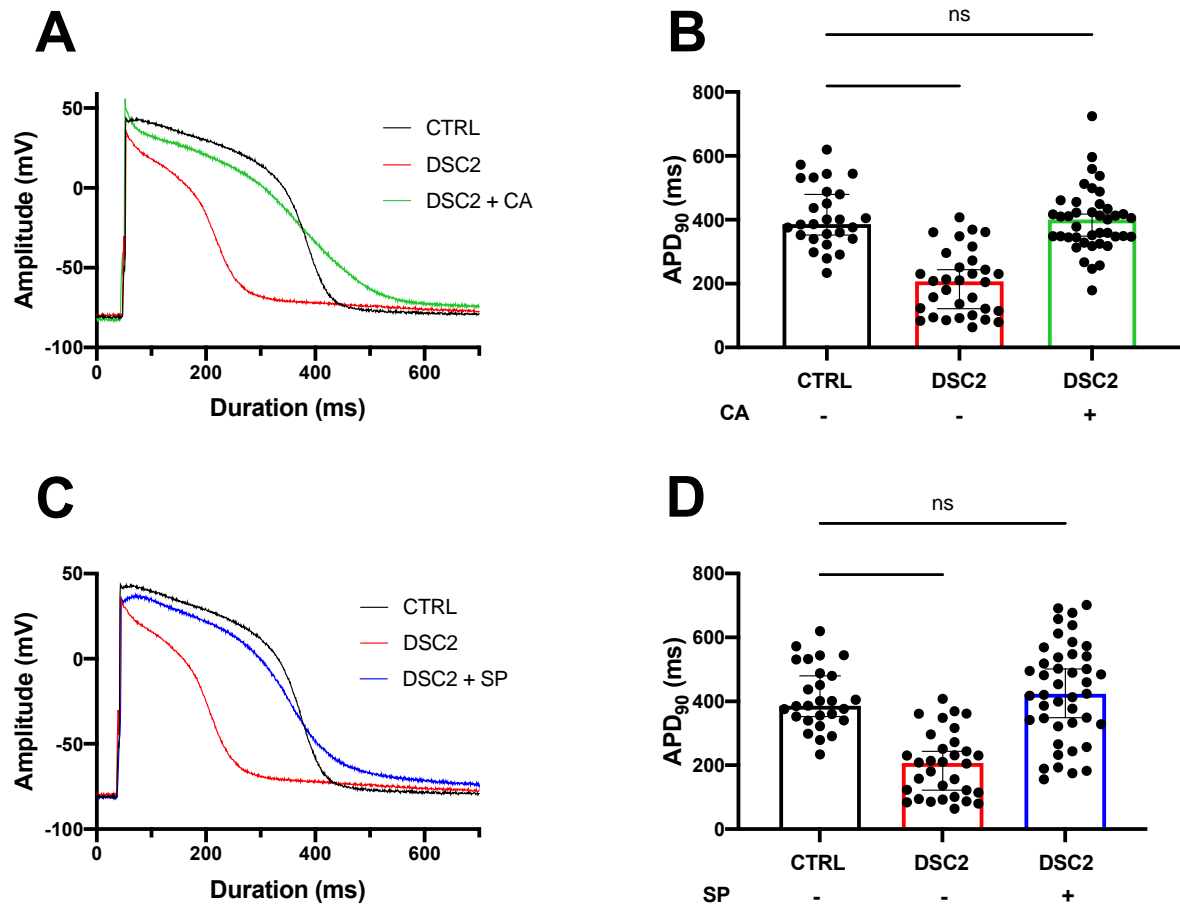 A
Amplitude (mV)
50
0
-50
-100
CTRL
DSC2
DSC2 + CA
0
200
400
600
Duration (ms)
B
ns
APD90 (ms)
800
600
400
200
0
CTRL
DSC2
DSC2
CA
-
-
+
C
Amplitude (mV)
50
0
-50
-100
CTRL
DSC2
DSC2 + SP
0
200
400
600
Duration (ms)
D
ns
APD90 (ms)
800
600
400
200
0
CTRL
DSC2
DSC2
SP
-
-
+